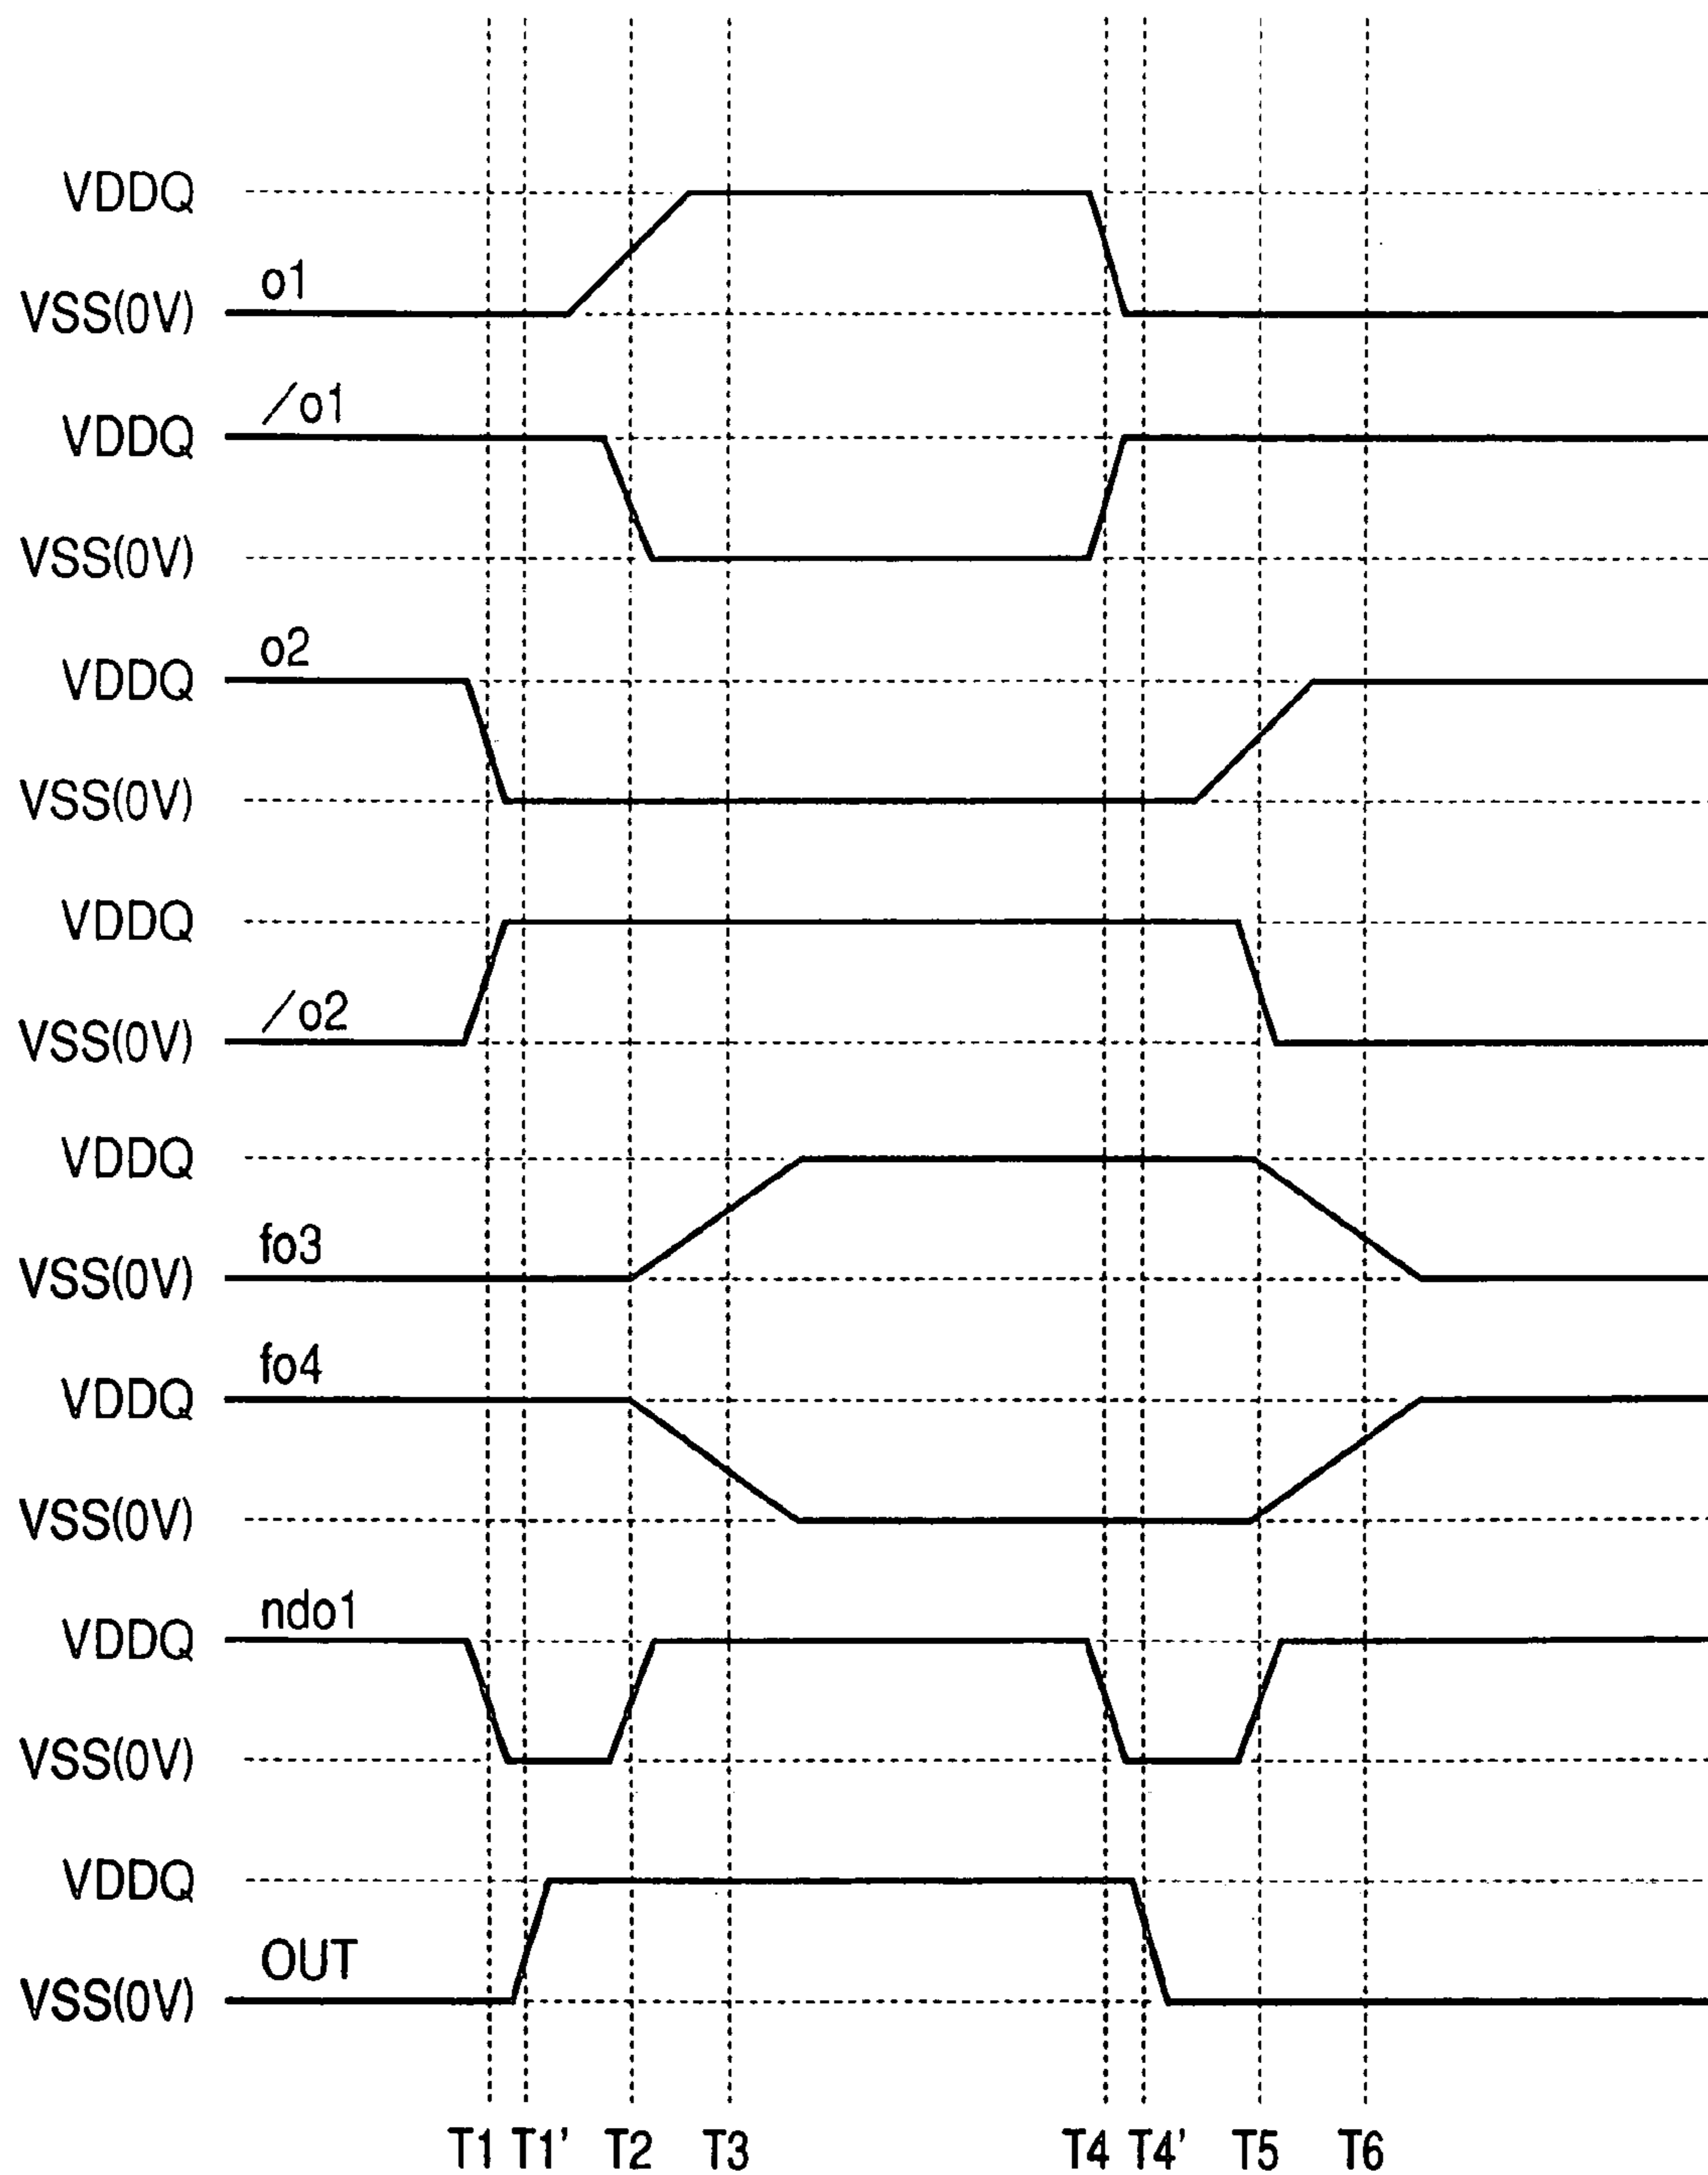 VDDQ
o1
VSS(0V)
/o1
VDDQ
VSS(0V)
o2
VDDQ
VSS(0V)
VDDQ
/o2
VSS(0V)
VDDQ
fo3
VSS(0V)
fo4
VDDQ
VSS(0V)
ndo1
VDDQ
VSS(0V)
VDDQ
OUT
VSS(0V)
T1 T1' T2 T3 T4 T4' T5 T6